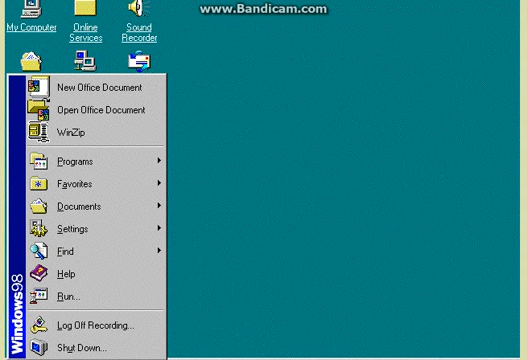 www.Bandicam.com
My Computer
Online
Services
Sound
Recorder
New Office Document
Open Office Document
WinZip
Programs
Favorites
Documents
Settings
Find
Help
Run...
Log Off Recording...
Shut Down...
Windows98